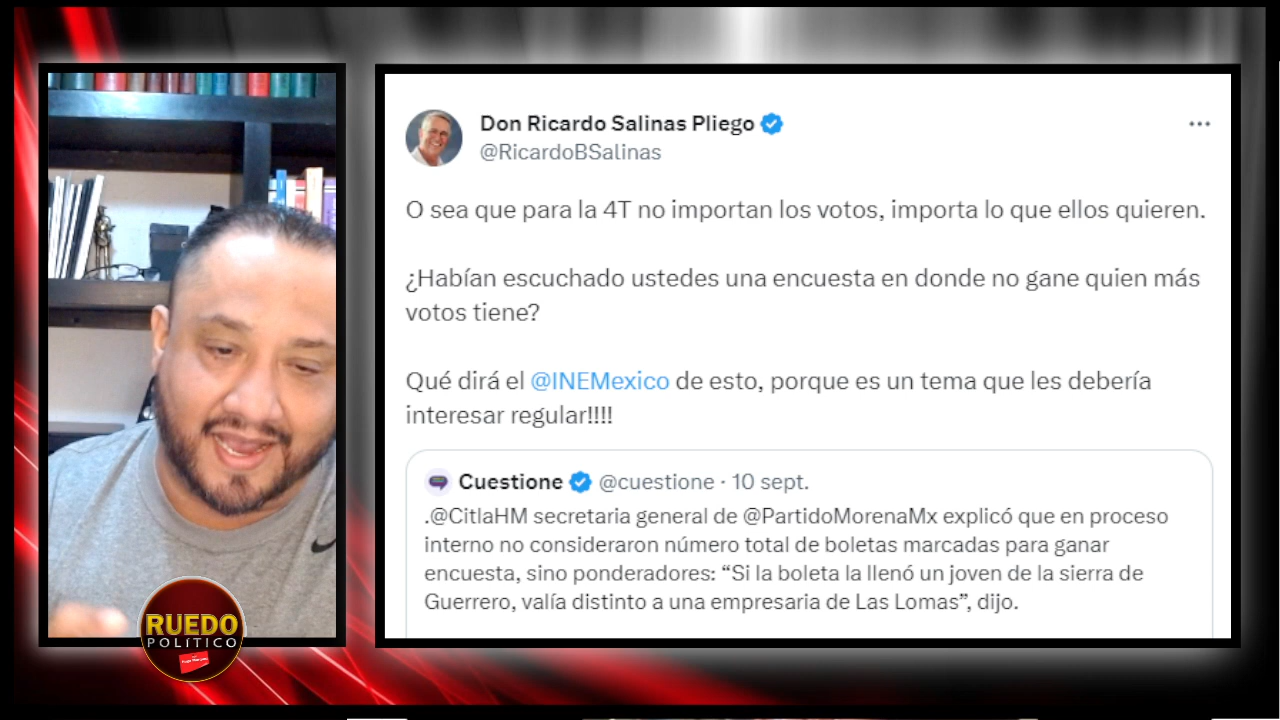 Don Ricardo Salinas Pliego
@RicardoBSalinas
O sea que para la 4T no importan los votos, importa lo que ellos quieren.
¿Habían escuchado ustedes una encuesta en donde no gane quien más
votos tiene?
Qué dirá el @INEMexico de esto, porque es un tema que les debería
interesar regular!!!!
Cuestione @cuestione · 10 sept.
.@CitlaHM secretaria general de @PartidoMorenaMx explicó que en proceso
interno no consideraron número total de boletas marcadas para ganar
encuesta, sino ponderadores: “Si la boleta la llenó un joven de la sierra de
Guerrero, valía distinto a una empresaria de Las Lomas”, dijo.
RUEDO
POLÍTICO